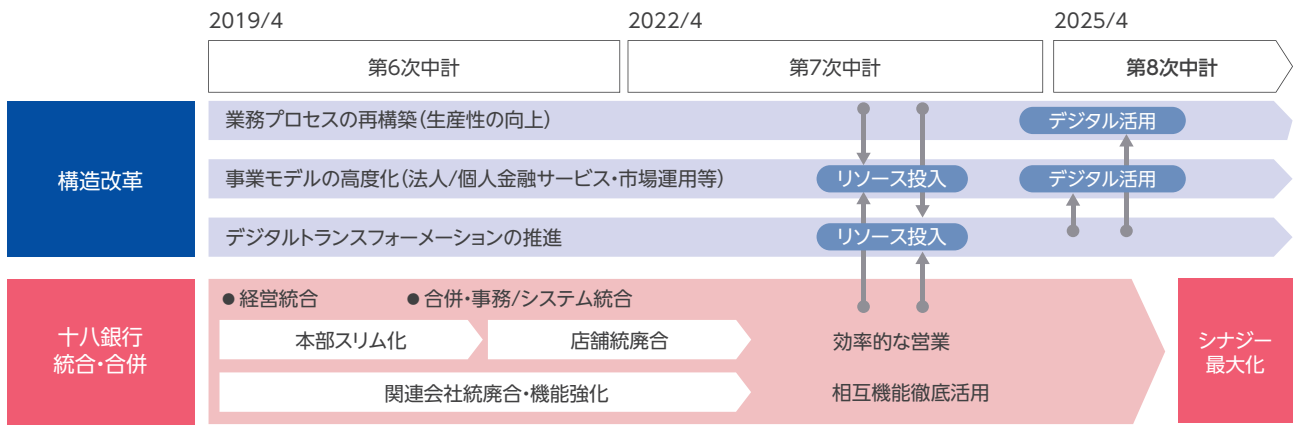 2019/4
2022/4
2025/4
第6次中計
第7次中計
第8次中計
構造改革
業務プロセスの再構築（生産性の向上）
デジタル活用
事業モデルの高度化（法人/個人金融サービス・市場運用等）
リソース投入
デジタル活用
デジタルトランスフォーメーションの推進
リソース投入
十八銀行
統合・合併
●経営統合
●合併・事務/システム統合
本部スリム化
店舗統廃合
効率的な営業
関連会社統廃合・機能強化
相互機能徹底活用
シナジー
最大化